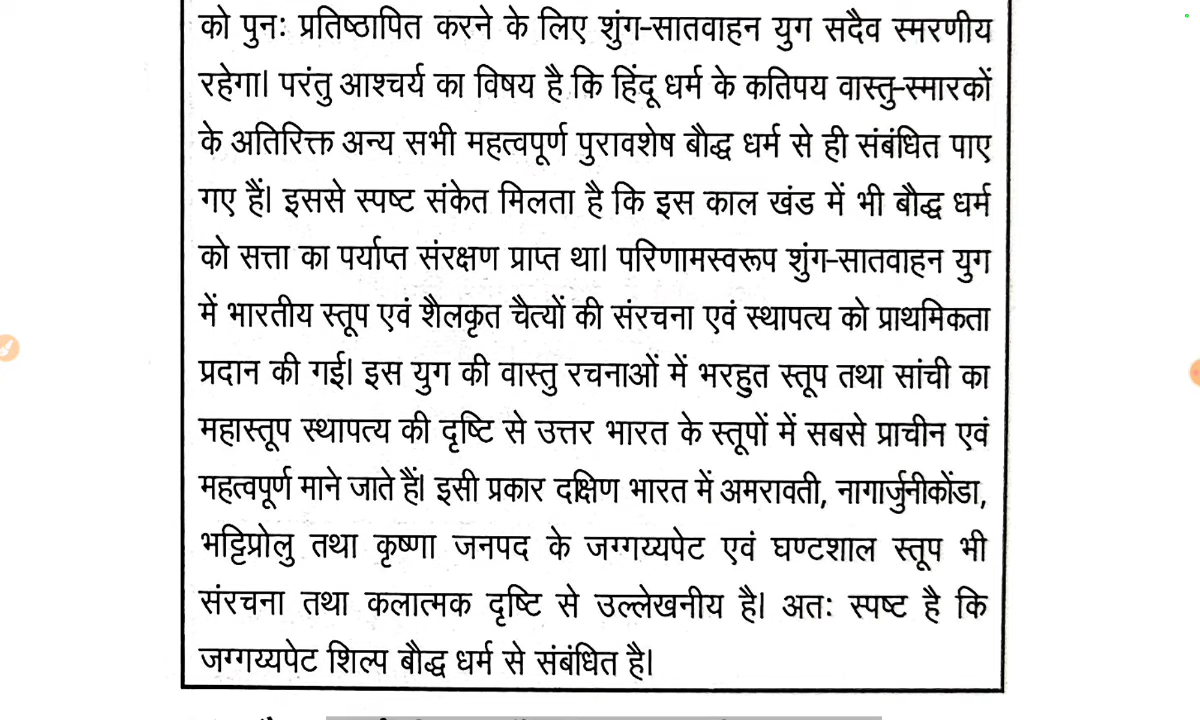 को पुनः प्रतिष्ठापित करने के लिए शुंग-सातवाहन युग सदैव स्मरणीय
रहेगा। परंतु आश्चर्य का विषय है कि हिंदू धर्म के कतिपय वास्तु-स्मारकों
के अतिरिक्त अन्य सभी महत्वपूर्ण पुरावशेष बौद्ध धर्म से ही संबंधित पाए
गए हैं। इससे स्पष्ट संकेत मिलता है कि इस काल खंड में भी बौद्ध धर्म
को सत्ता का पर्याप्त संरक्षण प्राप्त था। परिणामस्वरूप शुंग-सातवाहन युग
में भारतीय स्तूप एवं शैलकृत चैत्यों की संरचना एवं स्थापत्य को प्राथमिकता
प्रदान की गई। इस युग की वास्तु रचनाओं में भरहुत स्तूप तथा सांची का
महास्तूप स्थापत्य की दृष्टि से उत्तर भारत के स्तूपों में सबसे प्राचीन एवं
महत्वपूर्ण माने जाते हैं। इसी प्रकार दक्षिण भारत में अमरावती, नागार्जुनीकोंडा,
भट्टिप्रोलु तथा कृष्णा जनपद के जग्गय्यपेट एवं घण्टशाल स्तूप भी
संरचना तथा कलात्मक दृष्टि से उल्लेखनीय है। अतः स्पष्ट है कि
जग्गय्यपेट शिल्प बौद्ध धर्म से संबंधित है।